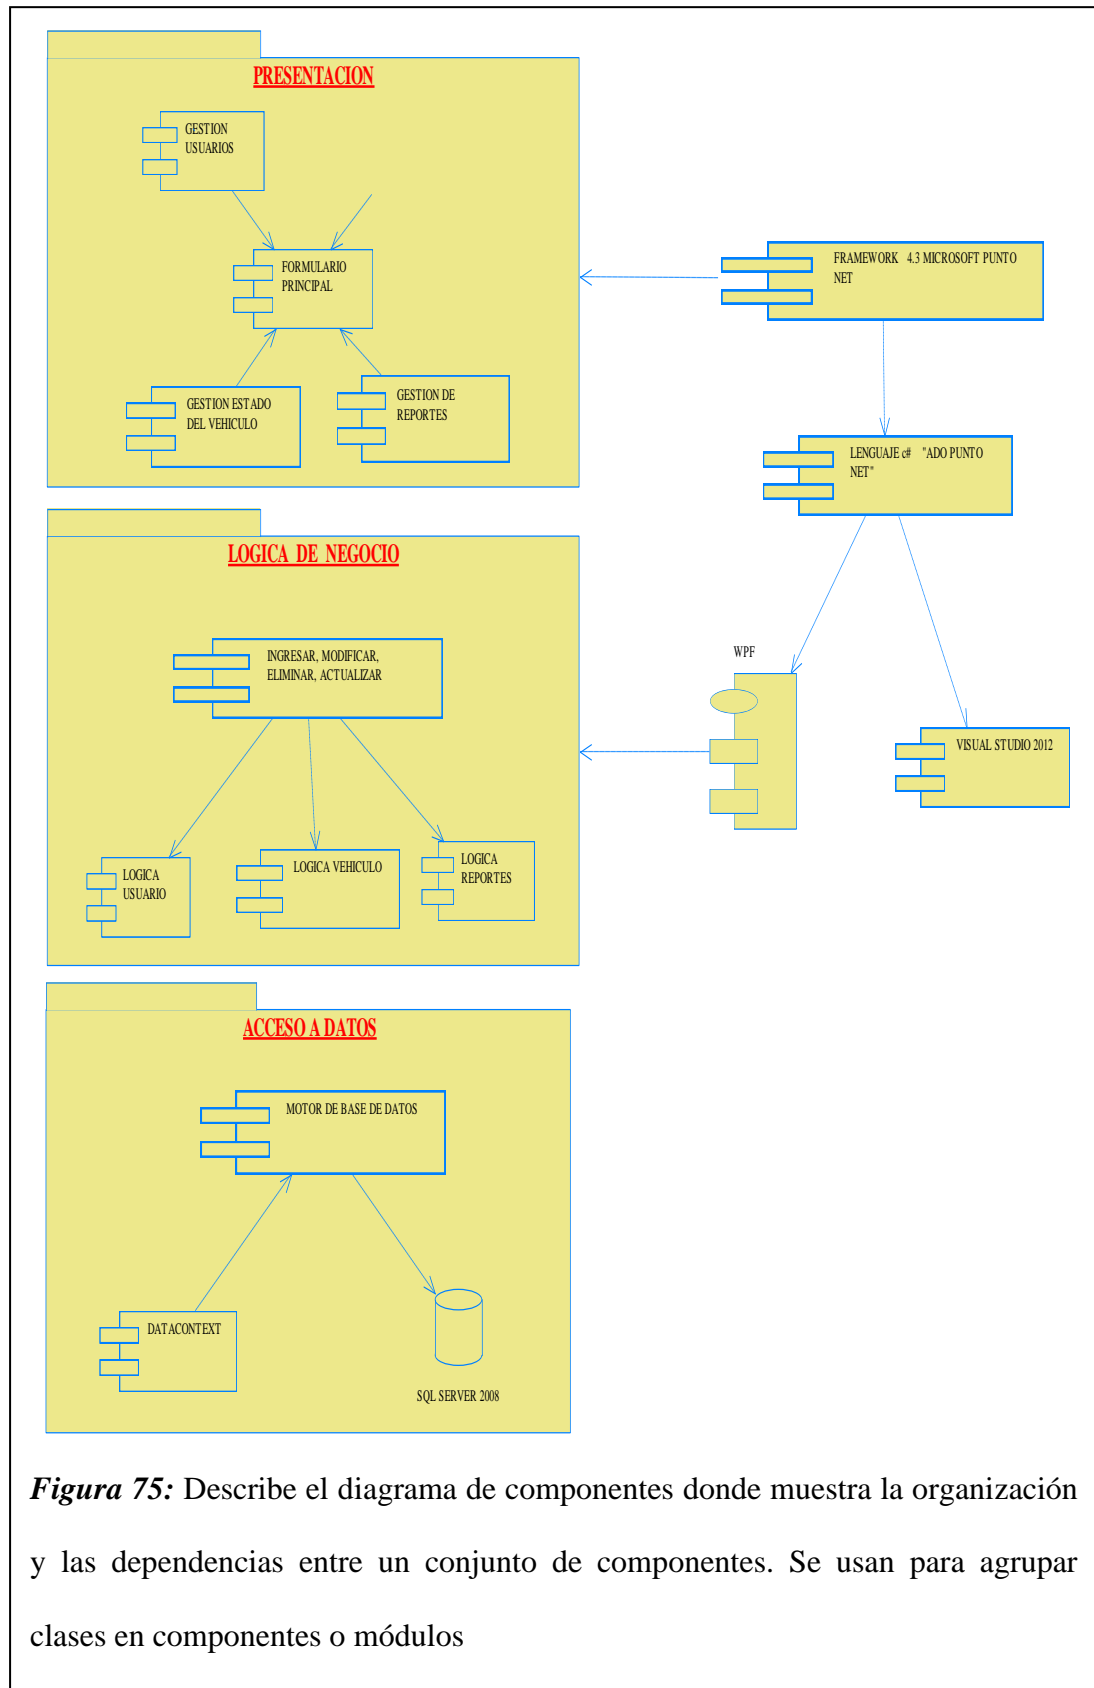 PRESENTACION
GESTION
USUARIOS
FORMULARIO
PRINCIPAL
GESTION ESTADO
DEL VEHICULO
GESTION DE
REPORTES
FRAMEWORK 4.3 MICROSOFT PUNTO
NET
LENGUAJE c# "ADO PUNTO
NET"
WPF
VISUAL STUDIO 2012
LOGICA DE NEGOCIO
INGRESAR, MODIFICAR,
ELIMINAR, ACTUALIZAR
LOGICA
USUARIO
LOGICA VEHICULO
LOGICA
REPORTES
ACCESO A DATOS
MOTOR DE BASE DE DATOS
DATACONTEXT
SQL SERVER 2008
Figura 75: Describe el diagrama de componentes donde muestra la organización
y las dependencias entre un conjunto de componentes. Se usan para agrupar
clases en componentes o módulos